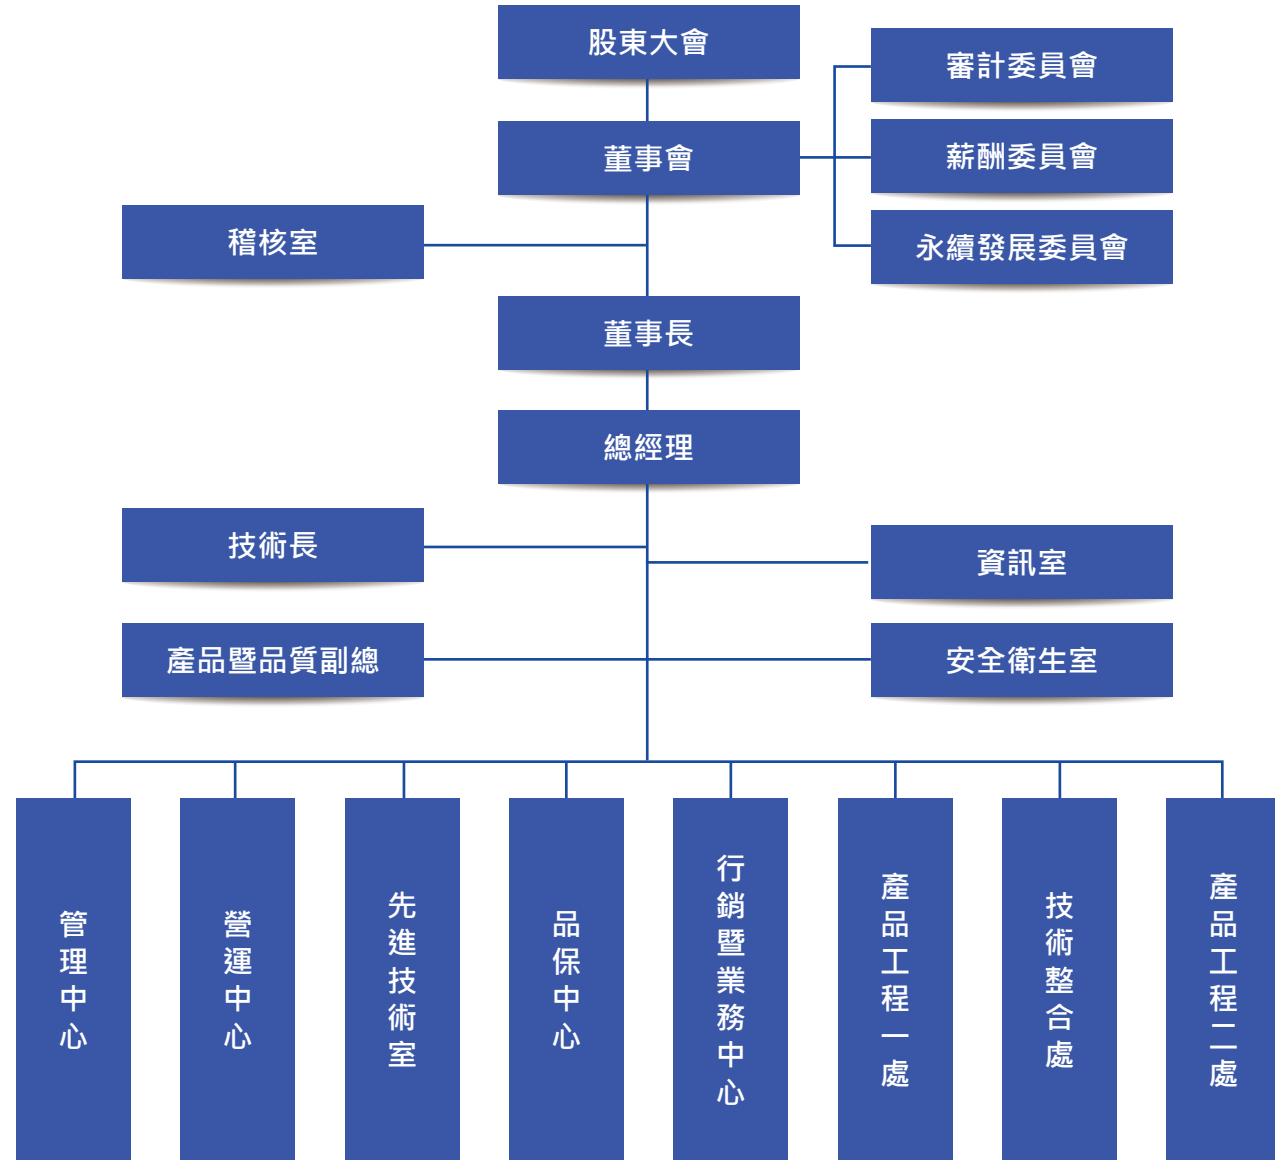 股東大會
審計委員會
董事會
薪酬委員會
稽核室
永續發展委員會
董事長
總經理
技術長
資訊室
產品暨品質副總
安全衛生室
管理中心
營運中心
先進技術室
品保中心
行銷暨業務中心
產品工程一處
技術整合處
產品工程二處